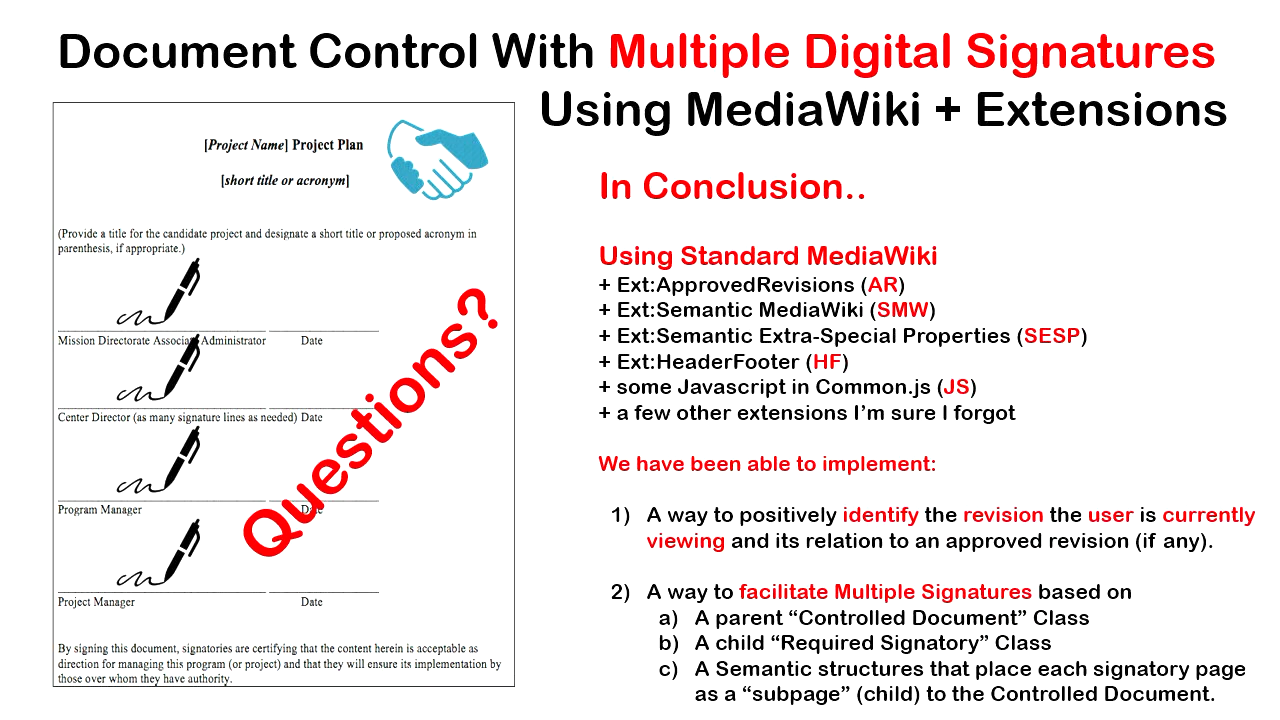 Document Control With Multiple Digital Signatures
Using MediaWiki + Extensions
[Project Name] Project Plan
[short title or acronym]
(Provide a title for the candidate project and designate a short title or proposed acronym in
parenthesis, if appropriate.)
Mission Directorate Associate Administrator Date
Center Director (as many signature lines as needed) Date
Program Manager Date
Project Manager Date
By signing this document, signatories are certifying that the content herein is acceptable as
direction for managing this program (or project) and that they will ensure its implementation by
those over whom they have authority.
Questions?
In Conclusion..
Using Standard MediaWiki
+ Ext:ApprovedRevisions (AR)
+ Ext:Semantic MediaWiki (SMW)
+ Ext:Semantic Extra-Special Properties (SESP)
+ Ext:HeaderFooter (HF)
+ some Javascript in Common.js (JS)
+ a few other extensions I'm sure I forgot
We have been able to implement:
1) A way to positively identify the revision the user is currently
viewing and its relation to an approved revision (if any).
2) A way to facilitate Multiple Signatures based on
a) A parent “Controlled Document” Class
b) A child “Required Signatory” Class
c) A Semantic structures that place each signatory page
as a “subpage” (child) to the Controlled Document.